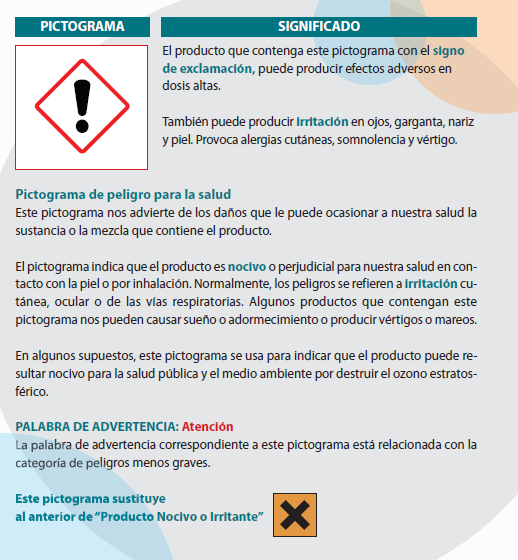 PICTOGRAMA
SIGNIFICADO
El producto que contenga este pictograma con el signo
de exclamación, puede producir efectos adversos en
dosis altas.
También puede producir irritación en ojos, garganta, nariz
y piel. Provoca alergias cutáneas, somnolencia y vértigo.
Pictograma de peligro para la salud
Este pictograma nos advierte de los daños que le puede ocasionar a nuestra salud la
sustancia o la mezcla que contiene el producto.
El pictograma indica que el producto es nocivo o perjudicial para nuestra salud en con-
tacto con la piel o por inhalación. Normalmente, los peligros se refieren a irritación cu-
tánea, ocular o de las vías respiratorias. Algunos productos que contengan este
pictograma nos pueden causar sueño o adormecimiento o producir vértigos o mareos.
En algunos supuestos, este pictograma se usa para indicar que el producto puede re-
sultar nocivo para la salud pública y el medio ambiente por destruir el ozono estratos-
férico.
PALABRA DE ADVERTENCIA: Atención
La palabra de advertencia correspondiente a este pictograma está relacionada con la
categoría de peligros menos graves.
Este pictograma sustituye
al anterior de “Producto Nocivo o Irritante”